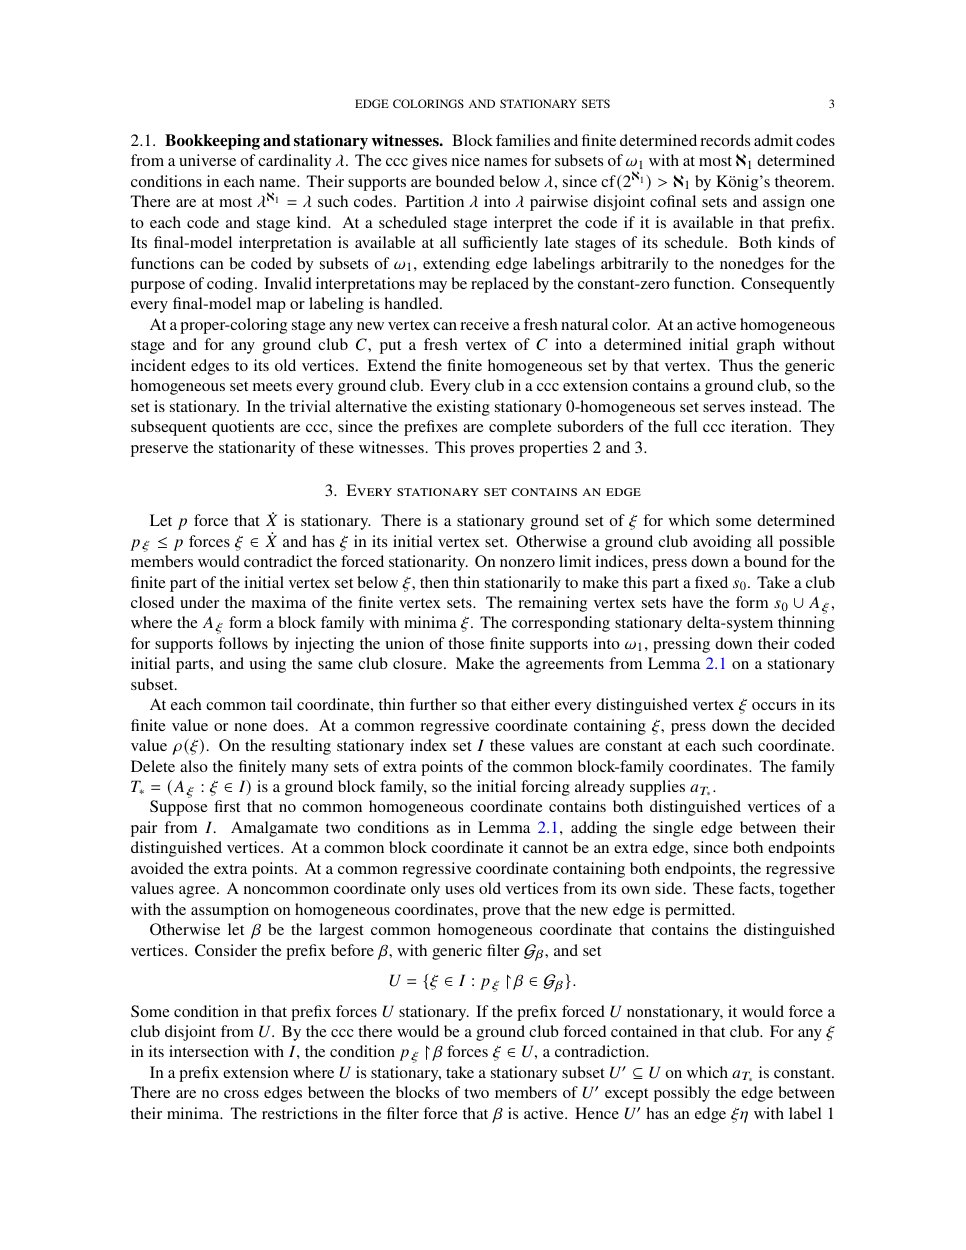 EDGE COLORINGS AND STATIONARY SETS 3
2.1. Bookkeeping and stationary witnesses. Block families and finite determined records admit codes
from a universe of cardinality λ. The ccc gives nice names for subsets of ω₁ with at most ℵ₁ determined
conditions in each name. Their supports are bounded below λ, since cf(2^{ℵ₁}) > ℵ₁ by König’s theorem.
There are at most λ^{ℵ₁} = λ such codes. Partition λ into λ pairwise disjoint cofinal sets and assign one
to each code and stage kind. At a scheduled stage interpret the code if it is available in that prefix.
Its final-model interpretation is available at all sufficiently late stages of its schedule. Both kinds of
functions can be coded by subsets of ω₁, extending edge labelings arbitrarily to the nonedges for the
purpose of coding. Invalid interpretations may be replaced by the constant-zero function. Consequently
every final-model map or labeling is handled.
At a proper-coloring stage any new vertex can receive a fresh natural color. At an active homogeneous
stage and for any ground club C, put a fresh vertex of C into a determined initial graph without
incident edges to its old vertices. Extend the finite homogeneous set by that vertex. Thus the generic
homogeneous set meets every ground club. Every club in a ccc extension contains a ground club, so the
set is stationary. In the trivial alternative the existing stationary 0-homogeneous set serves instead. The
subsequent quotients are ccc, since the prefixes are complete suborders of the full ccc iteration. They
preserve the stationarity of these witnesses. This proves properties 2 and 3.
3. Every stationary set contains an edge
Let p force that Ẋ is stationary. There is a stationary ground set of ξ for which some determined
p_ξ ≤ p forces ξ ∈ Ẋ and has ξ in its initial vertex set. Otherwise a ground club avoiding all possible
members would contradict the forced stationarity. On nonzero limit indices, press down a bound for the
finite part of the initial vertex set below ξ, then thin stationarily to make this part a fixed s₀. Take a club
closed under the maxima of the finite vertex sets. The remaining vertex sets have the form s₀ ∪ A_ξ,
where the A_ξ form a block family with minima ξ. The corresponding stationary delta-system thinning
for supports follows by injecting the union of those finite supports into ω₁, pressing down their coded
initial parts, and using the same club closure. Make the agreements from Lemma 2.1 on a stationary
subset.
At each common tail coordinate, thin further so that either every distinguished vertex ξ occurs in its
finite value or none does. At a common regressive coordinate containing ξ, press down the decided
value ρ(ξ). On the resulting stationary index set I these values are constant at each such coordinate.
Delete also the finitely many sets of extra points of the common block-family coordinates. The family
T_* = (A_ξ : ξ ∈ I) is a ground block family, so the initial forcing already supplies a_{T_*}.
Suppose first that no common homogeneous coordinate contains both distinguished vertices of a
pair from I. Amalgamate two conditions as in Lemma 2.1, adding the single edge between their
distinguished vertices. At a common block coordinate it cannot be an extra edge, since both endpoints
avoided the extra points. At a common regressive coordinate containing both endpoints, the regressive
values agree. A noncommon coordinate only uses old vertices from its own side. These facts, together
with the assumption on homogeneous coordinates, prove that the new edge is permitted.
Otherwise let β be the largest common homogeneous coordinate that contains the distinguished
vertices. Consider the prefix before β, with generic filter 𝒢_β, and set
U = {ξ ∈ I : p_ξ ↾ β ∈ 𝒢_β}.
Some condition in that prefix forces U stationary. If the prefix forced U nonstationary, it would force a
club disjoint from U. By the ccc there would be a ground club forced contained in that club. For any ξ
in its intersection with I, the condition p_ξ ↾ β forces ξ ∈ U, a contradiction.
In a prefix extension where U is stationary, take a stationary subset U′ ⊆ U on which a_{T_*} is constant.
There are no cross edges between the blocks of two members of U′ except possibly the edge between
their minima. The restrictions in the filter force that β is active. Hence U′ has an edge ξη with label 1